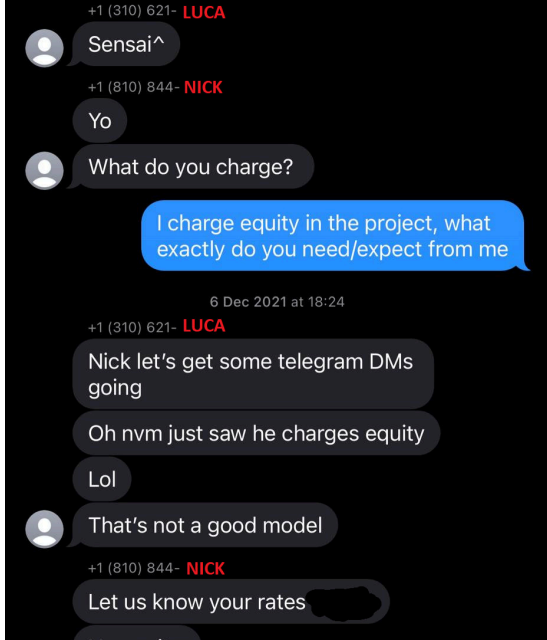 +1 (310) 621- LUCA
Sensai^
+1 (810) 844- NICK
Yo
What do you charge?
I charge equity in the project, what
exactly do you need/expect from me
6 Dec 2021 at 18:24
+1 (310) 621- LUCA
Nick let's get some telegram DMs
going
Oh nvm just saw he charges equity
Lol
That's not a good model
+1 (810) 844- NICK
Let us know your rates